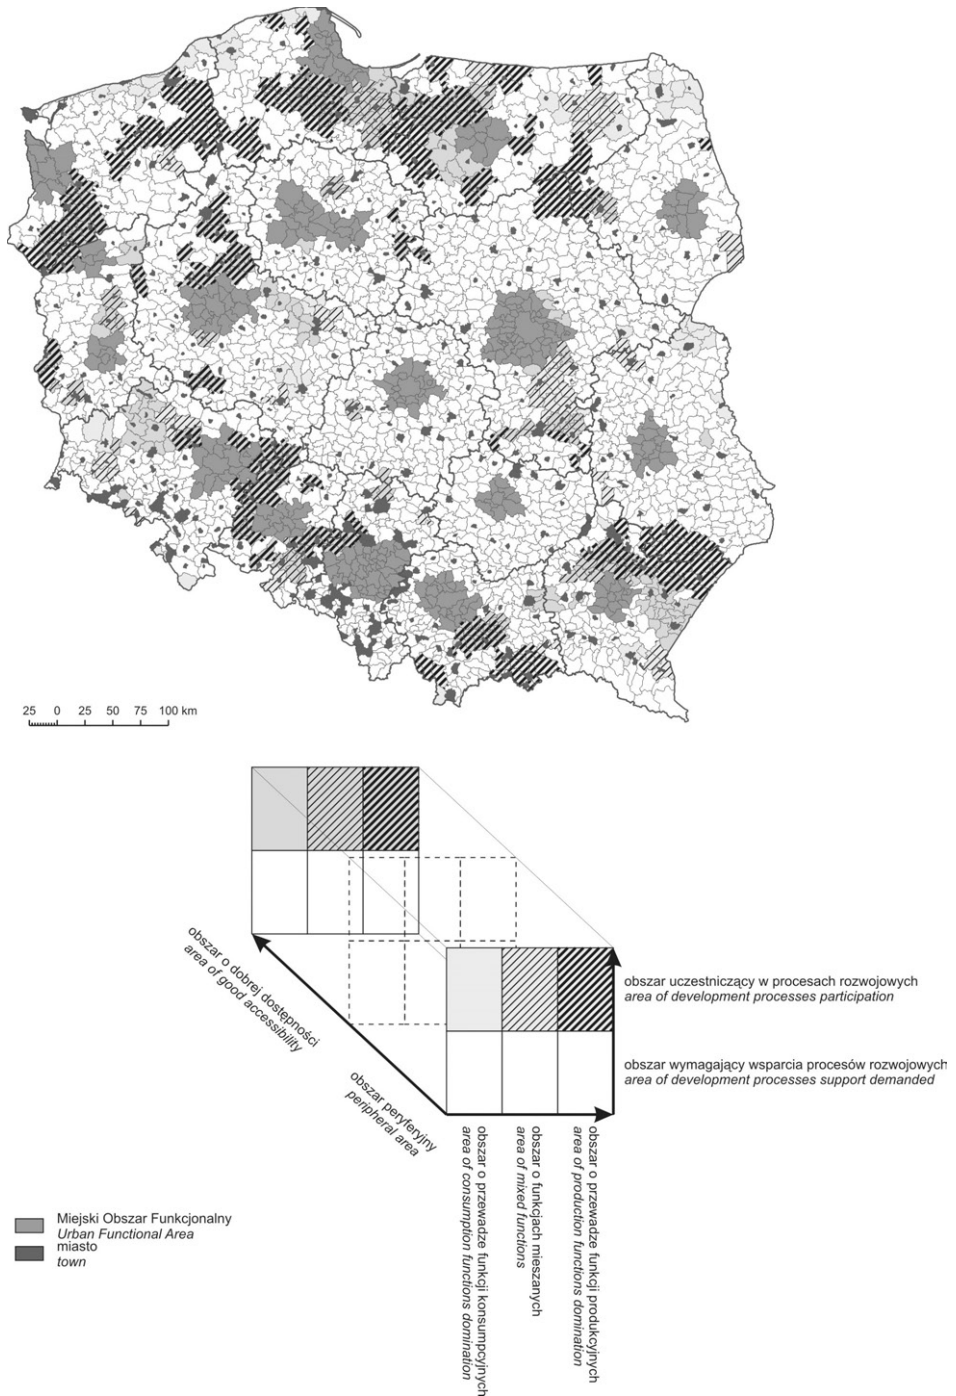 25 0 25 50 75 100 km
obszar o dobrej dostępności
area of good accessibility
obszar peryferyjny
peripheral area
obszar uczestniczący w procesach rozwojowych
area of development processes participation
obszar wymagający wsparcia procesów rozwojowych
area of development processes support demanded
obszar o przewadze funkcji konsumpcyjnych
area of consumption functions domination
obszar o funkcjach mieszanych
area of mixed functions
obszar o przewadze funkcji produkcyjnych
area of production functions domination
Miejski Obszar Funkcjonalny
Urban Functional Area
miasto
town